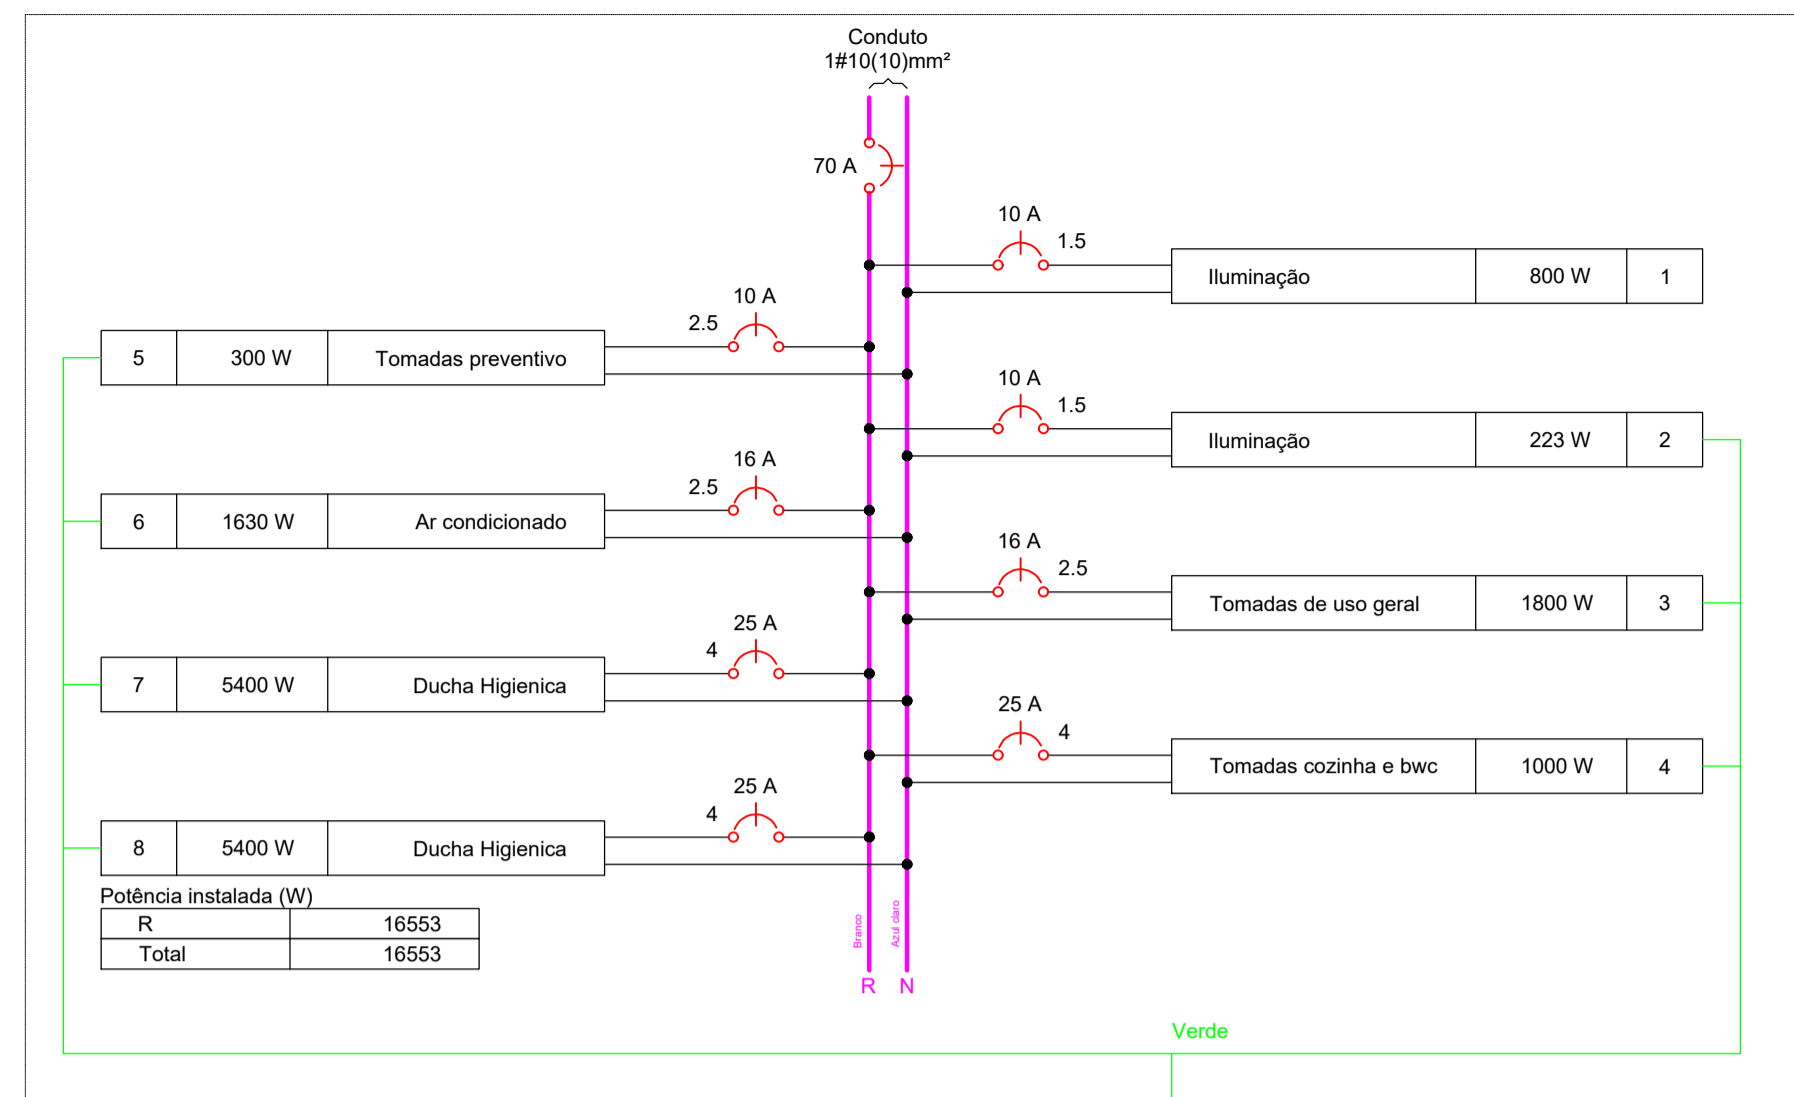 Conduto
1#10(10)mm²
70 A
10 A
1.5
Iluminação 800 W 1
10 A
2.5
5 300 W Tomadas preventivo
10 A
1.5
Iluminação 223 W 2
16 A
2.5
6 1630 W Ar condicionado
16 A
2.5
Tomadas de uso geral 1800 W 3
25 A
4
7 5400 W Ducha Higienica
25 A
4
Tomadas cozinha e bwc 1000 W 4
25 A
4
8 5400 W Ducha Higienica
Potência instalada (W)
R 16553
Total 16553
Branco
Azul claro
R N
Verde